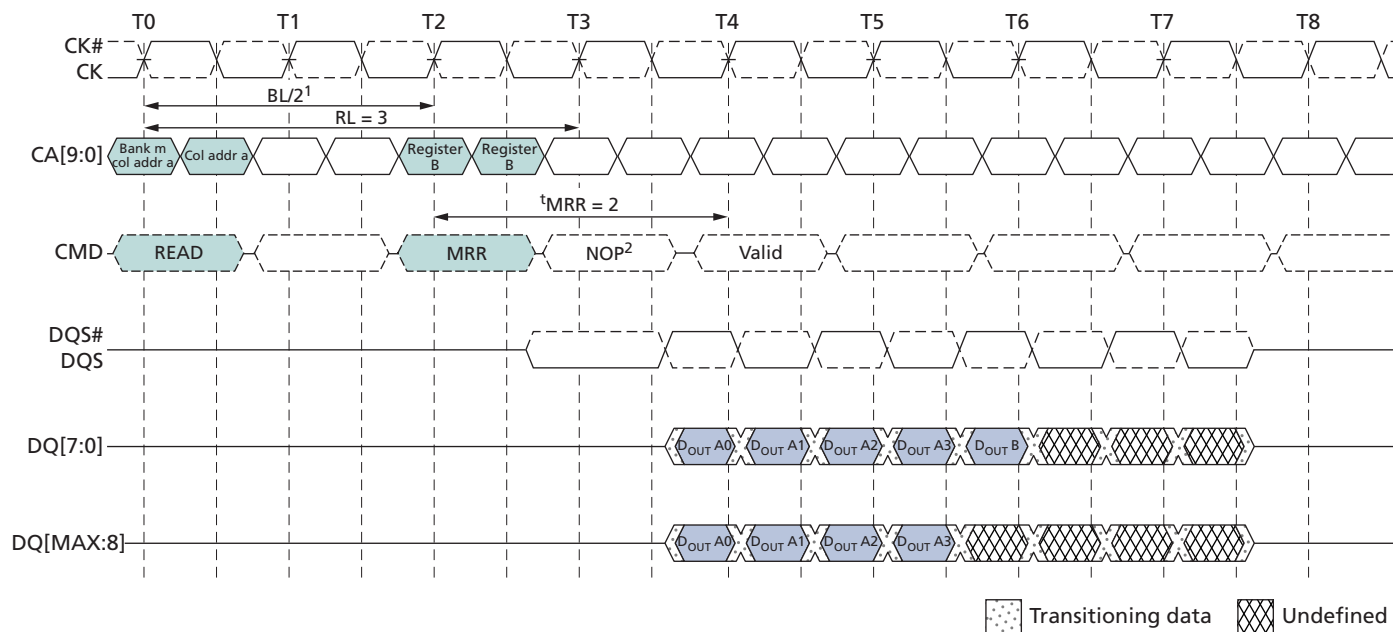 T0 T1 T2 T3 T4 T5 T6 T7 T8
CK#
CK
BL/2¹
RL = 3
CA[9:0]
Bank m
col addr a
Col addr a
Register
B
Register
B
ᵗMRR = 2
CMD
READ MRR NOP² Valid
DQS#
DQS
DQ[7:0]
DOUT A0 DOUT A1 DOUT A2 DOUT A3 DOUT B
DQ[MAX:8]
DOUT A0 DOUT A1 DOUT A2 DOUT A3
Transitioning data Undefined